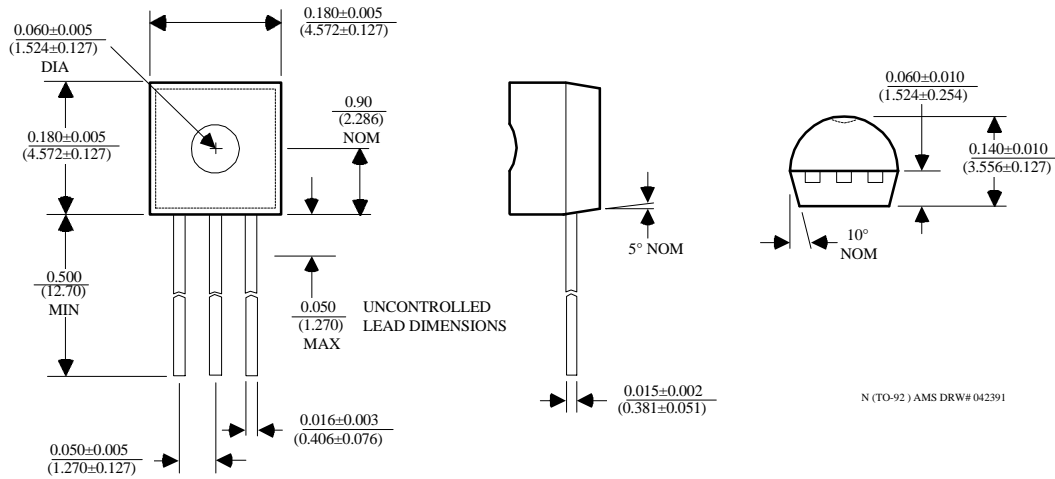 0.060±0.005
(1.524±0.127)
DIA
0.180±0.005
(4.572±0.127)
0.180±0.005
(4.572±0.127)
0.90
(2.286)
NOM
0.500
(12.70)
MIN
0.050
(1.270)
MAX
UNCONTROLLED
LEAD DIMENSIONS
0.016±0.003
(0.406±0.076)
0.050±0.005
(1.270±0.127)
5° NOM
0.015±0.002
(0.381±0.051)
0.060±0.010
(1.524±0.254)
0.140±0.010
(3.556±0.127)
10°
NOM
N (TO-92 ) AMS DRW# 042391